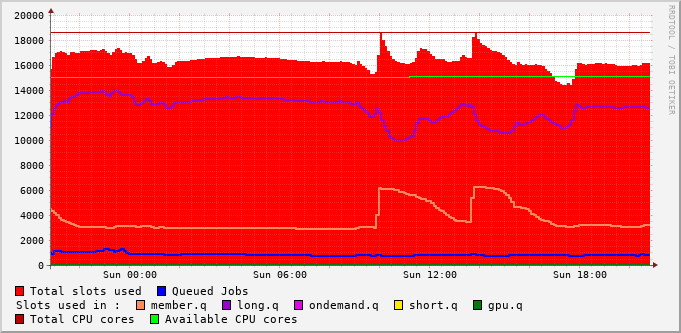 20000
18000
16000
14000
12000
10000
8000
6000
4000
2000
0
Sun 00:00 Sun 06:00 Sun 12:00 Sun 18:00
Total slots used Queued Jobs
Slots used in : member.q long.q ondemand.q short.q gpu.q
Total CPU cores Available CPU cores
RRDTOOL / TOBI OETIKER